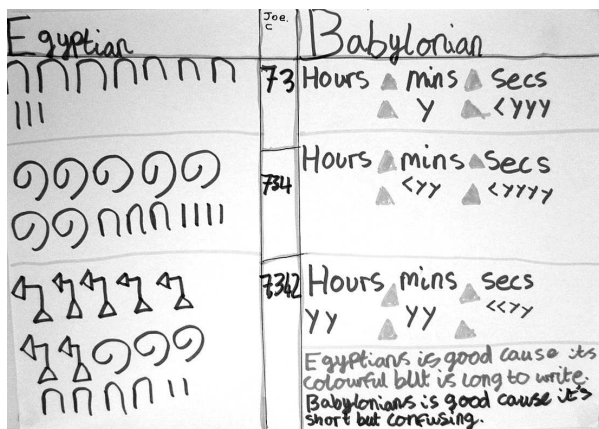 Egyptian
Joe.
C
Babylonian
73
Hours mins secs
Y <YYY
734
Hours mins secs
<YY <YYYY
7342
Hours mins secs
YY YY <<YY
Egyptians is good cause its
colourful but is long to write.
Babylonians is good cause it's
short but confusing.